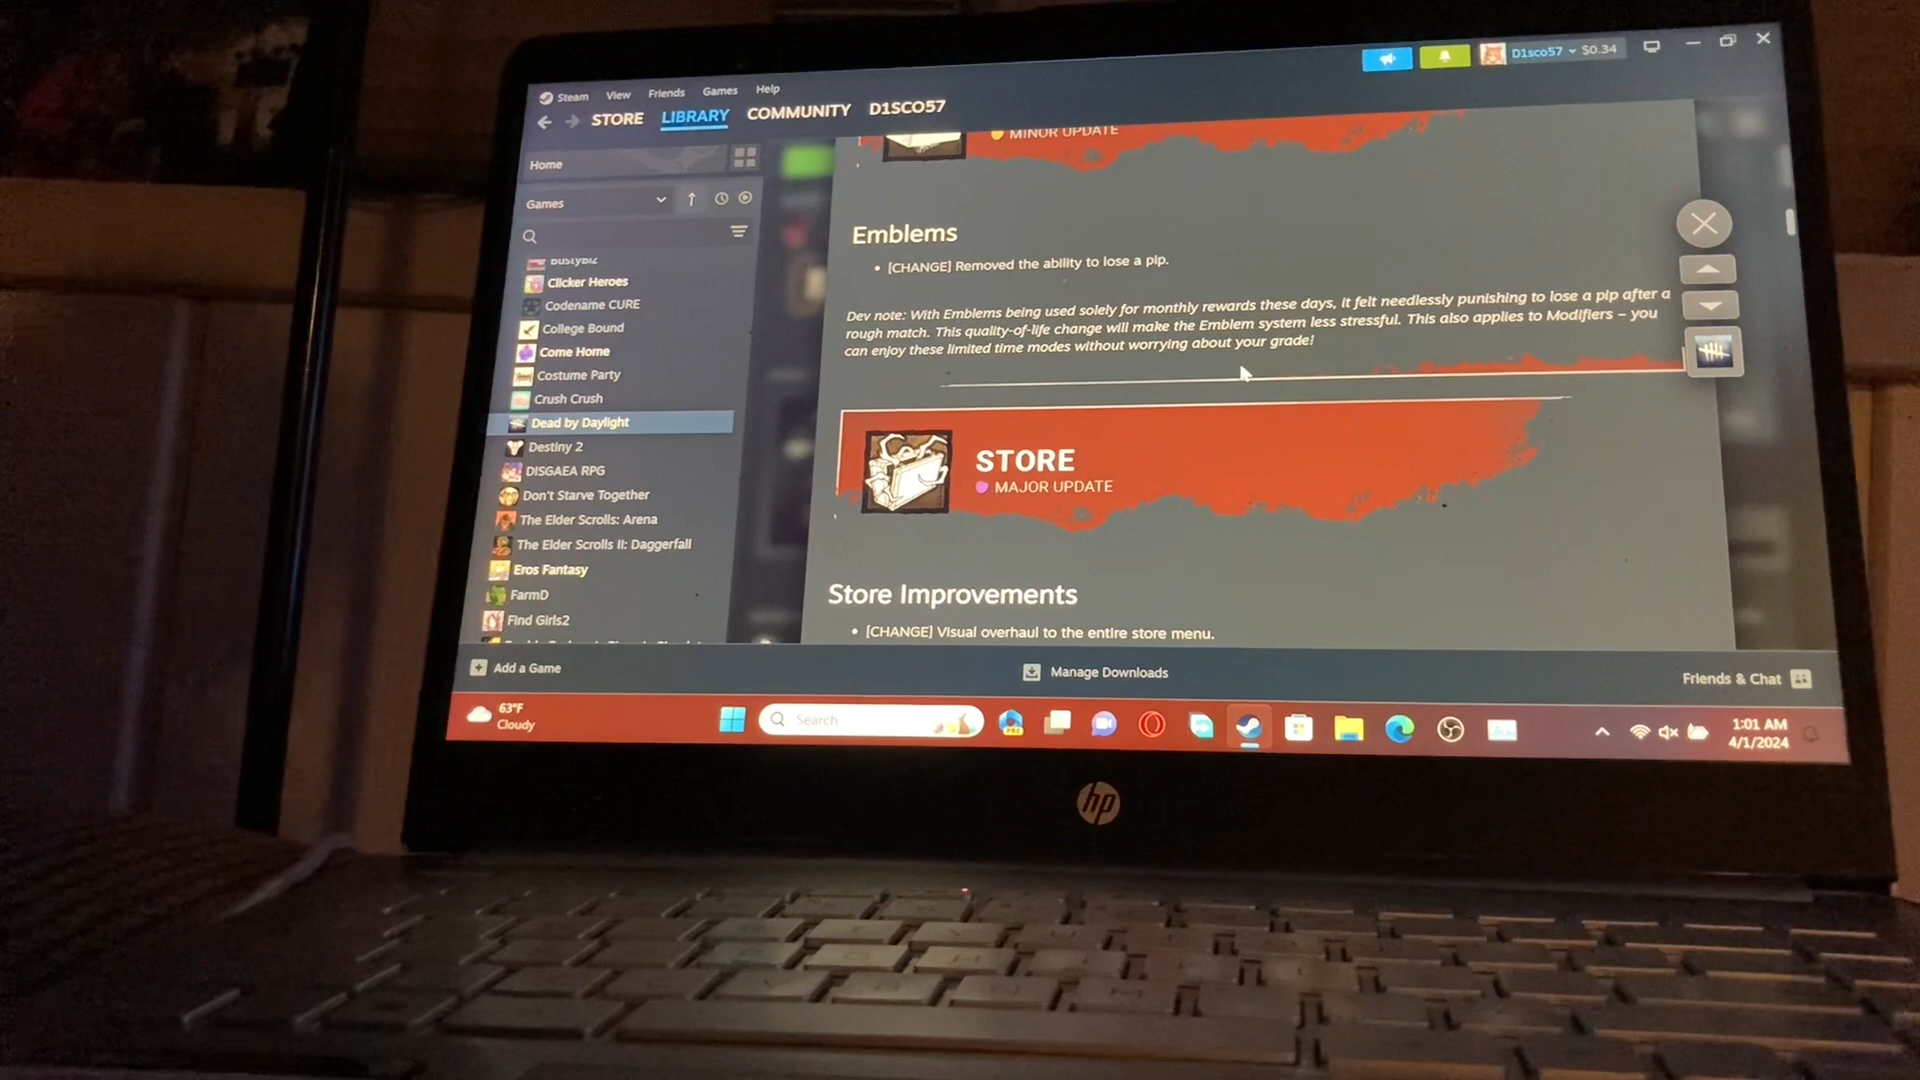 Steam View Friends Games Help
D1sco57 $0.34
STORE LIBRARY COMMUNITY D1SCO57
Home
Games
BustyBiz
Clicker Heroes
Codename CURE
College Bound
Come Home
Costume Party
Crush Crush
Dead by Daylight
Destiny 2
DISGAEA RPG
Don't Starve Together
The Elder Scrolls: Arena
The Elder Scrolls II: Daggerfall
Eros Fantasy
FarmD
Find Girls2
MINOR UPDATE
Emblems
• [CHANGE] Removed the ability to lose a pip.
Dev note: With Emblems being used solely for monthly rewards these days, it felt needlessly punishing to lose a pip after a
rough match. This quality-of-life change will make the Emblem system less stressful. This also applies to Modifiers – you
can enjoy these limited time modes without worrying about your grade!
STORE
MAJOR UPDATE
Store Improvements
• [CHANGE] Visual overhaul to the entire store menu.
Add a Game
Manage Downloads
Friends & Chat
63°F
Cloudy
Search
PRE
1:01 AM
4/1/2024
hp